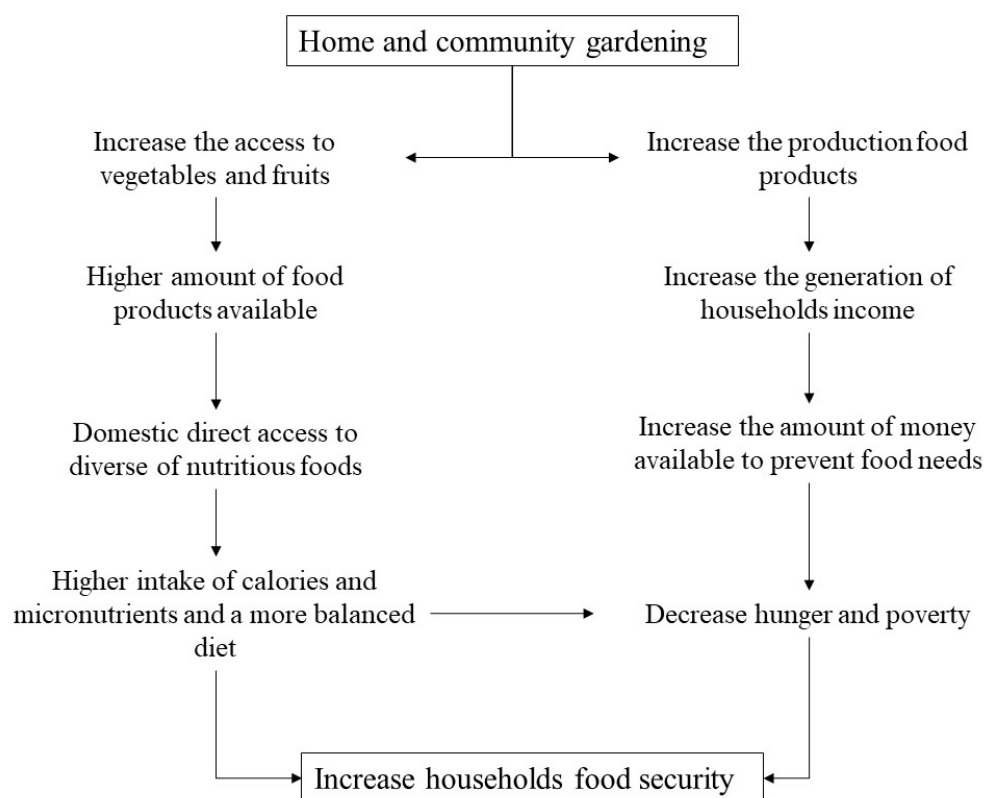 Home and community gardening
Increase the access to
vegetables and fruits
Increase the production food
products
Higher amount of food
products available
Increase the generation of
households income
Domestic direct access to
diverse of nutritious foods
Increase the amount of money
available to prevent food needs
Higher intake of calories and
micronutrients and a more balanced
diet
Decrease hunger and poverty
Increase households food security